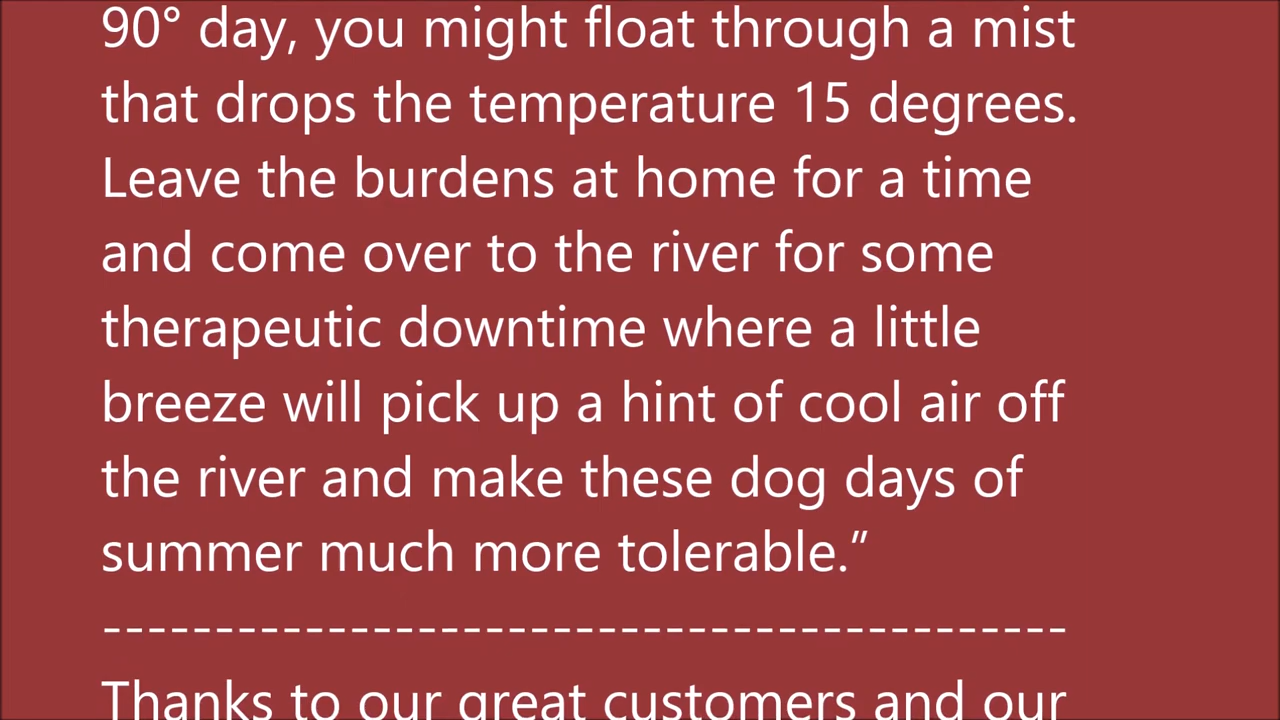 90° day, you might float through a mist
that drops the temperature 15 degrees.
Leave the burdens at home for a time
and come over to the river for some
therapeutic downtime where a little
breeze will pick up a hint of cool air off
the river and make these dog days of
summer much more tolerable.”
-------------------------------------------
Thanks to our great customers and our